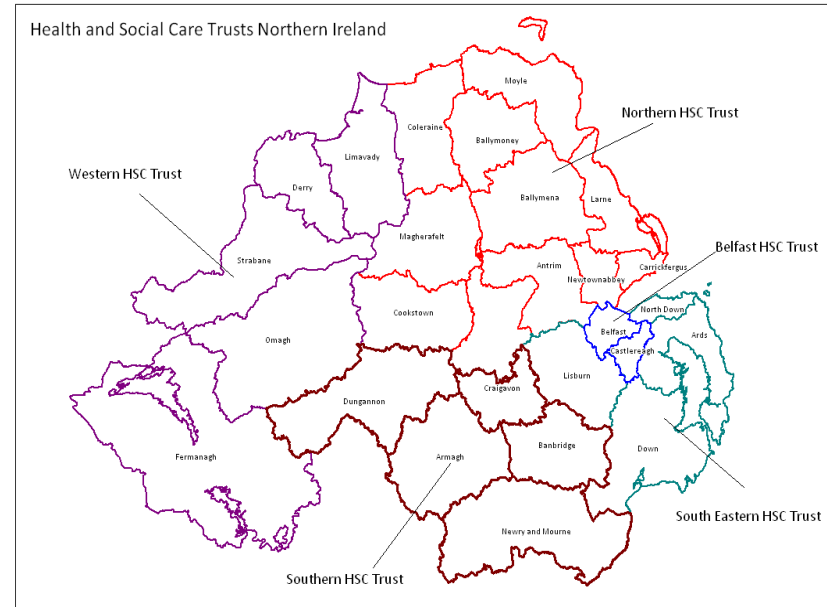 Health and Social Care Trusts Northern Ireland
Moyle
Northern HSC Trust
Coleraine
Ballymoney
Limavady
Western HSC Trust
Derry
Ballymena
Larne
Magherafelt
Belfast HSC Trust
Strabane
Antrim
Carrickfergus
Newtownabbey
North Down
Cookstown
Belfast
Ards
Omagh
Castlereagh
Lisburn
Craigavon
Dungannon
Banbridge
Down
Fermanagh
Armagh
South Eastern HSC Trust
Newry and Mourne
Southern HSC Trust